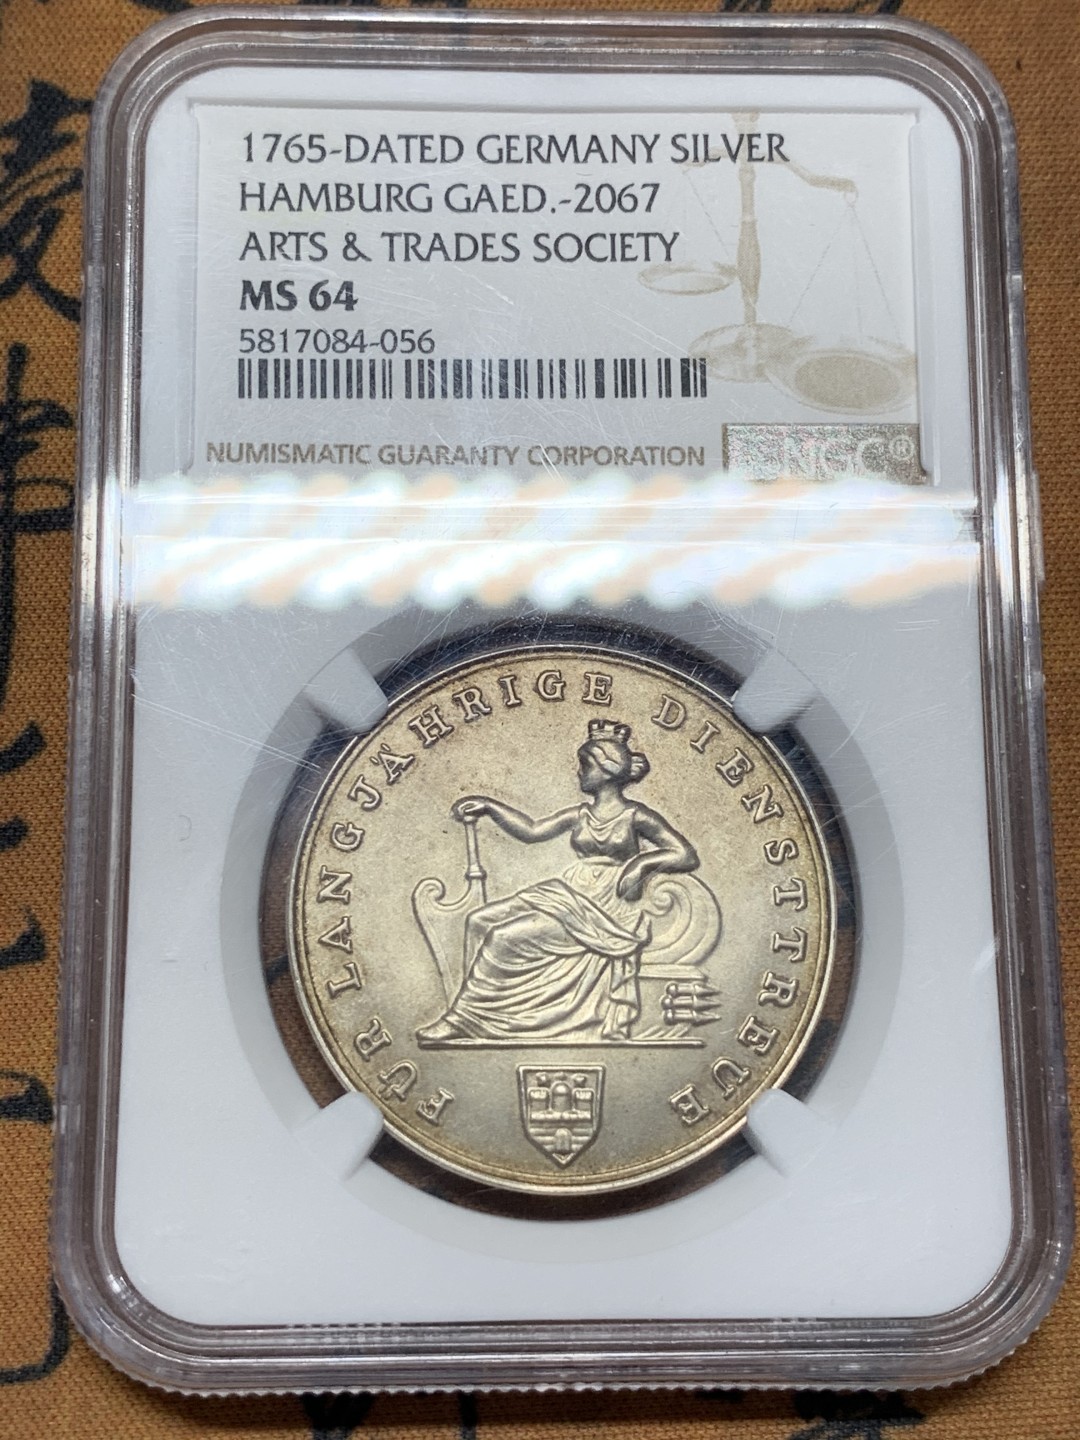 1765-DATED GERMANY SILVER
HAMBURG GAED.-2067
ARTS & TRADES SOCIETY
MS 64
5817084-056
NUMISMATIC GUARANTY CORPORATION
NGC®
FÜR LANGJÄHRIGE DIENSTTREUE